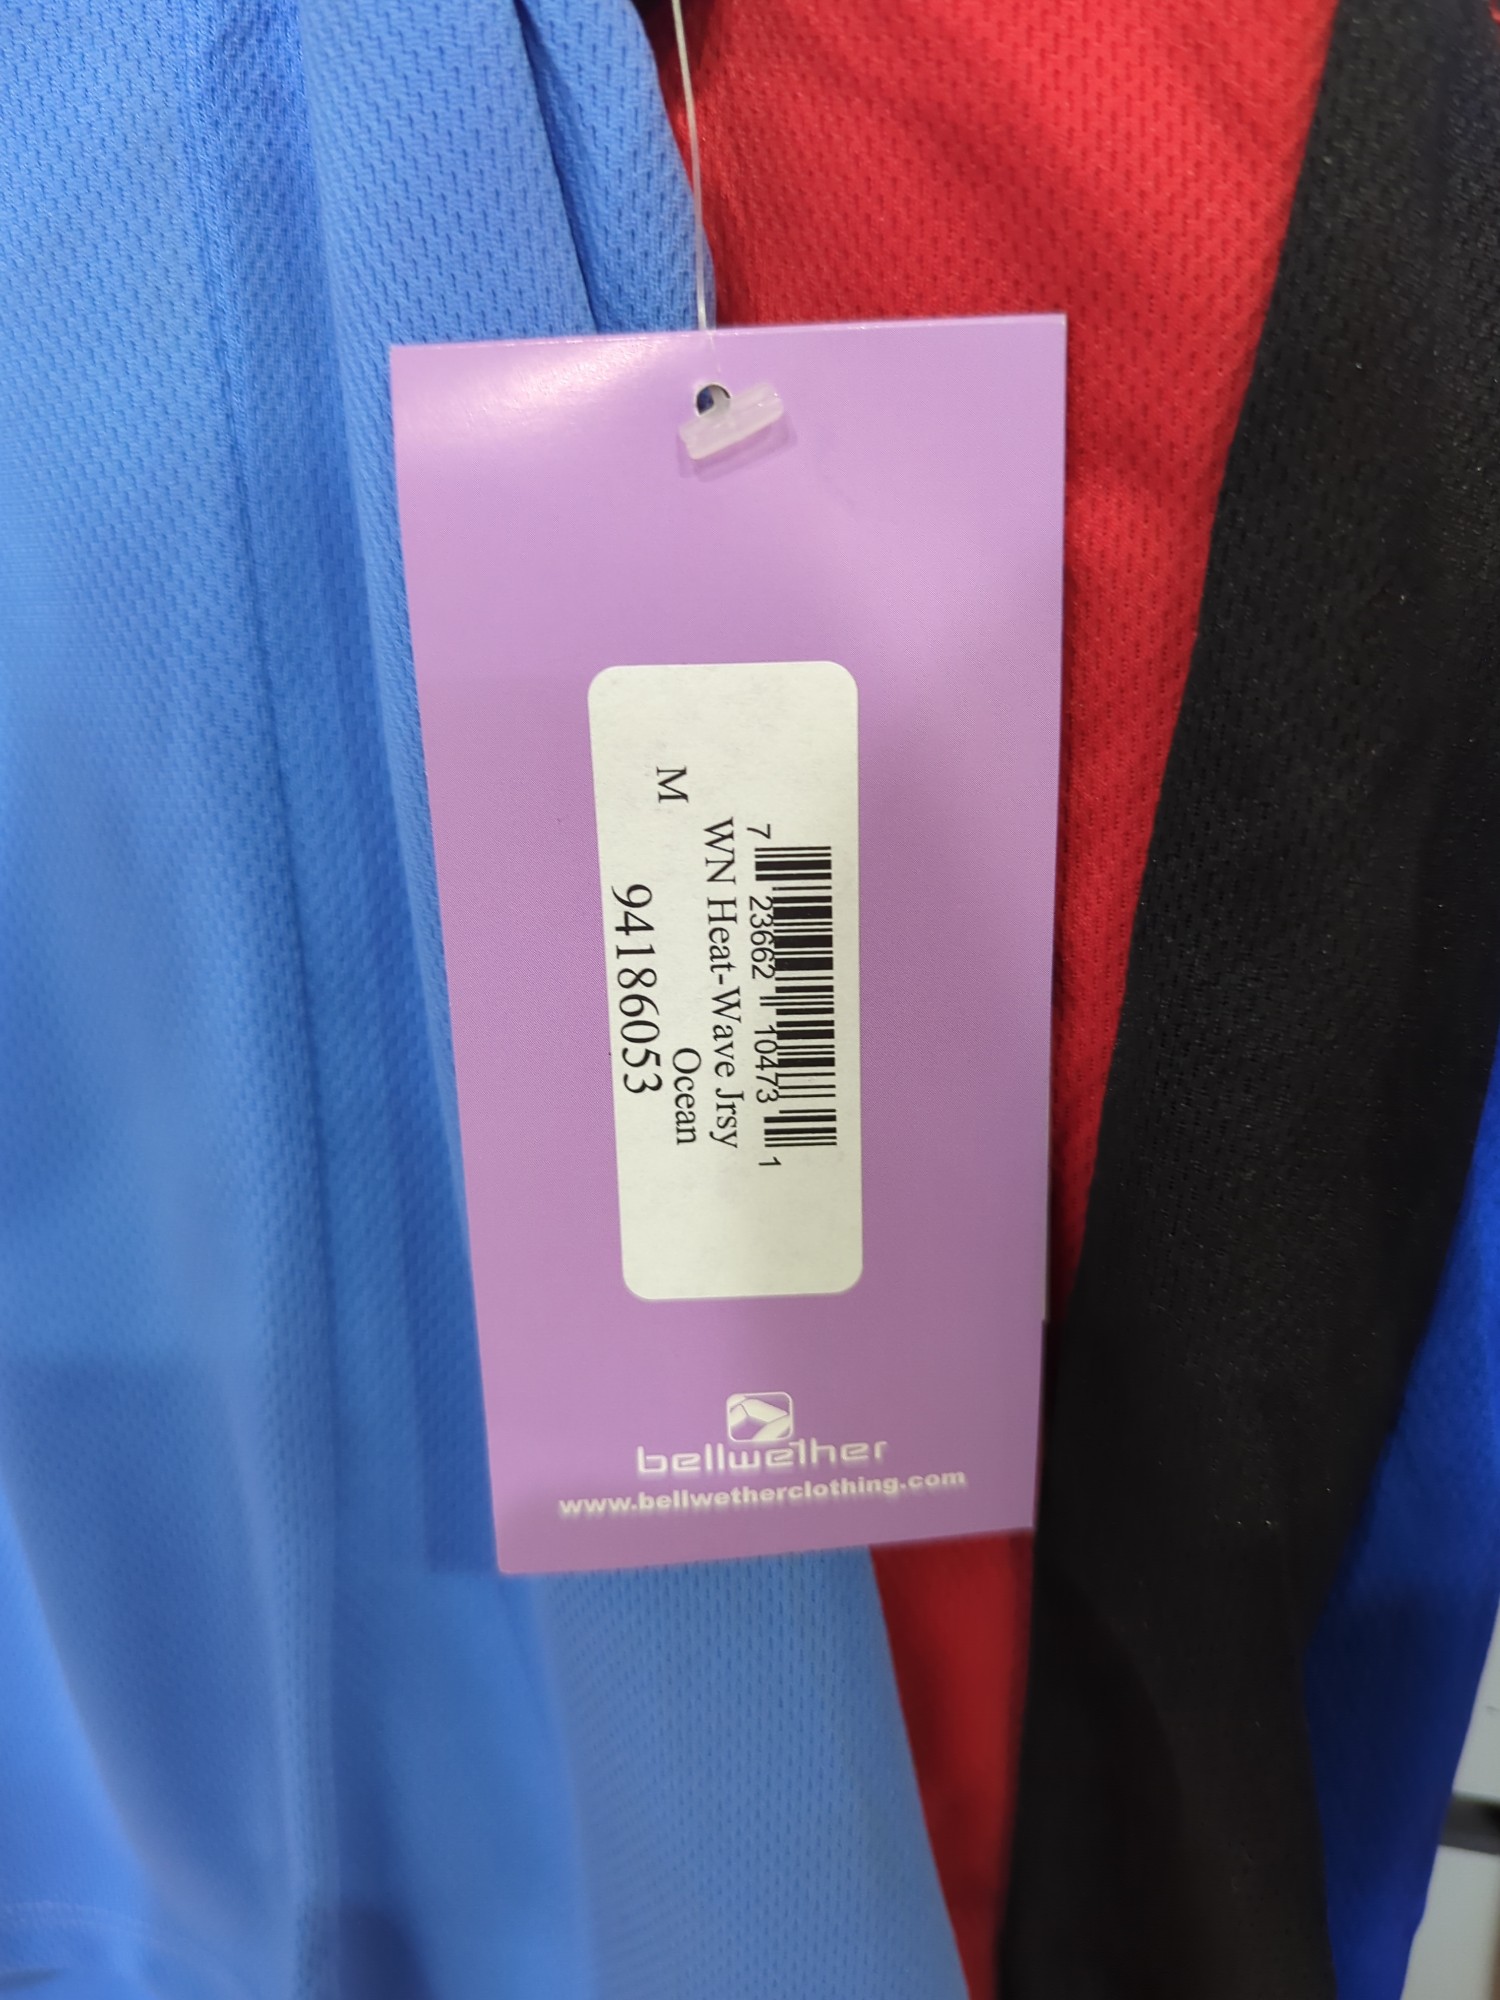 7 23662 10473 1
WN Heat-Wave Jrsy
M Ocean
94186053
bellwether
www.bellwetherclothing.com